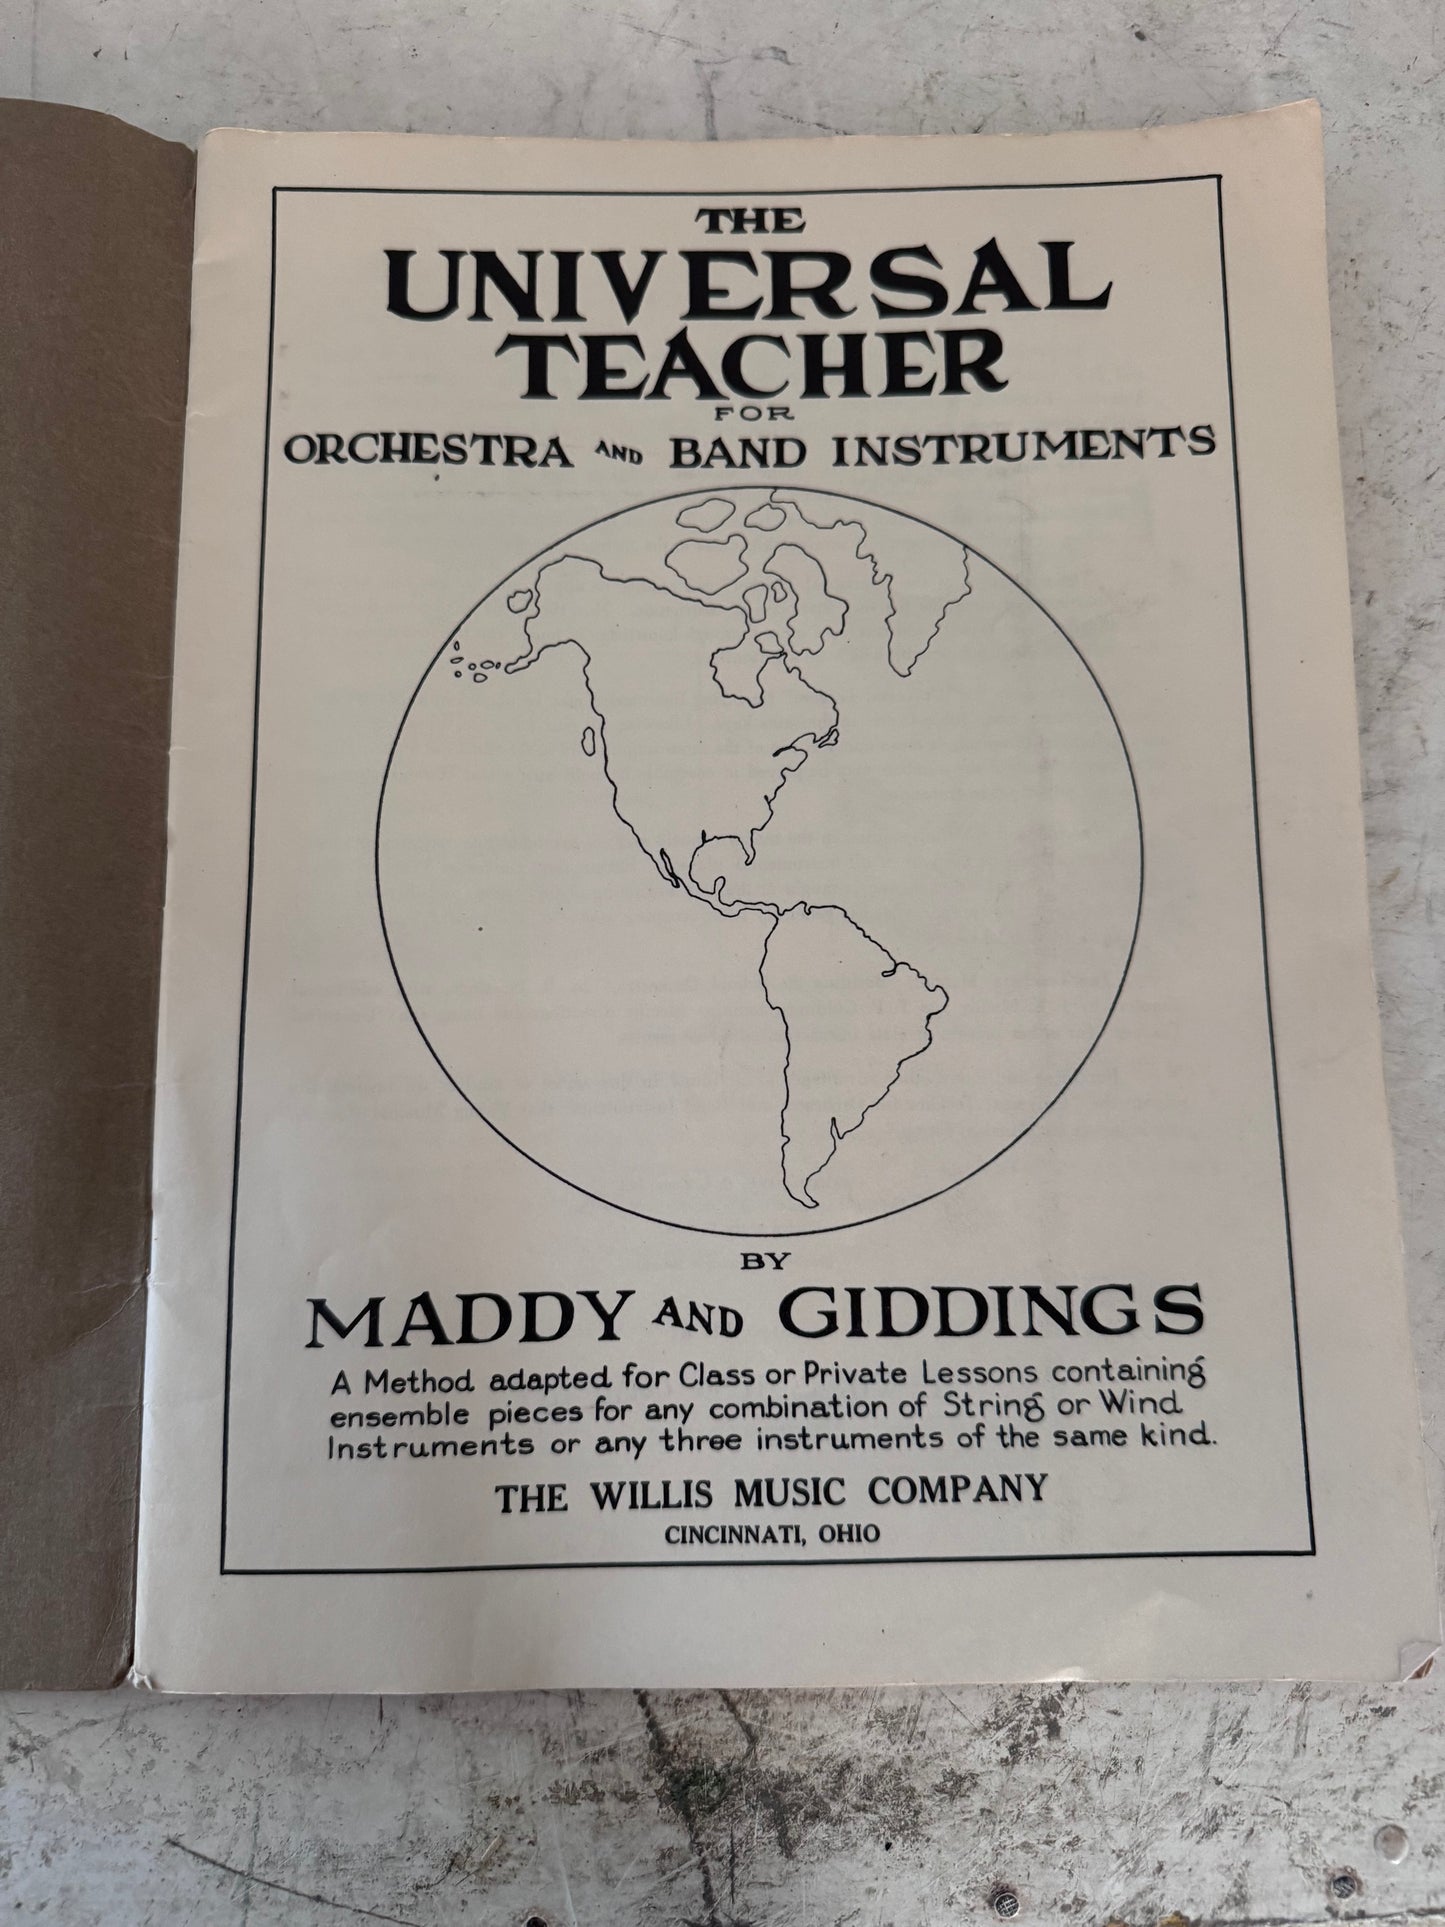 THE
UNIVERSAL
TEACHER
FOR
ORCHESTRA AND BAND INSTRUMENTS
BY
MADDY AND GIDDINGS
A Method adapted for Class or Private Lessons containing
ensemble pieces for any combination of String or Wind
Instruments or any three instruments of the same kind.
THE WILLIS MUSIC COMPANY
CINCINNATI, OHIO